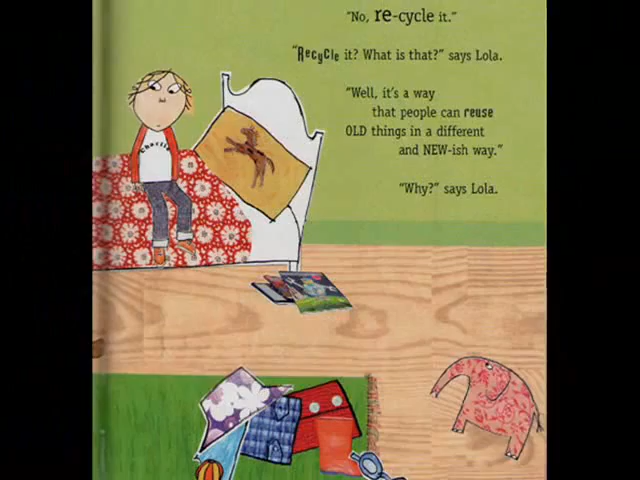 "No, re-cycle it."
"Recycle it? What is that?" says Lola.
"Well, it's a way
that people can reuse
OLD things in a different
and NEW-ish way."
"Why?" says Lola.
Charlie